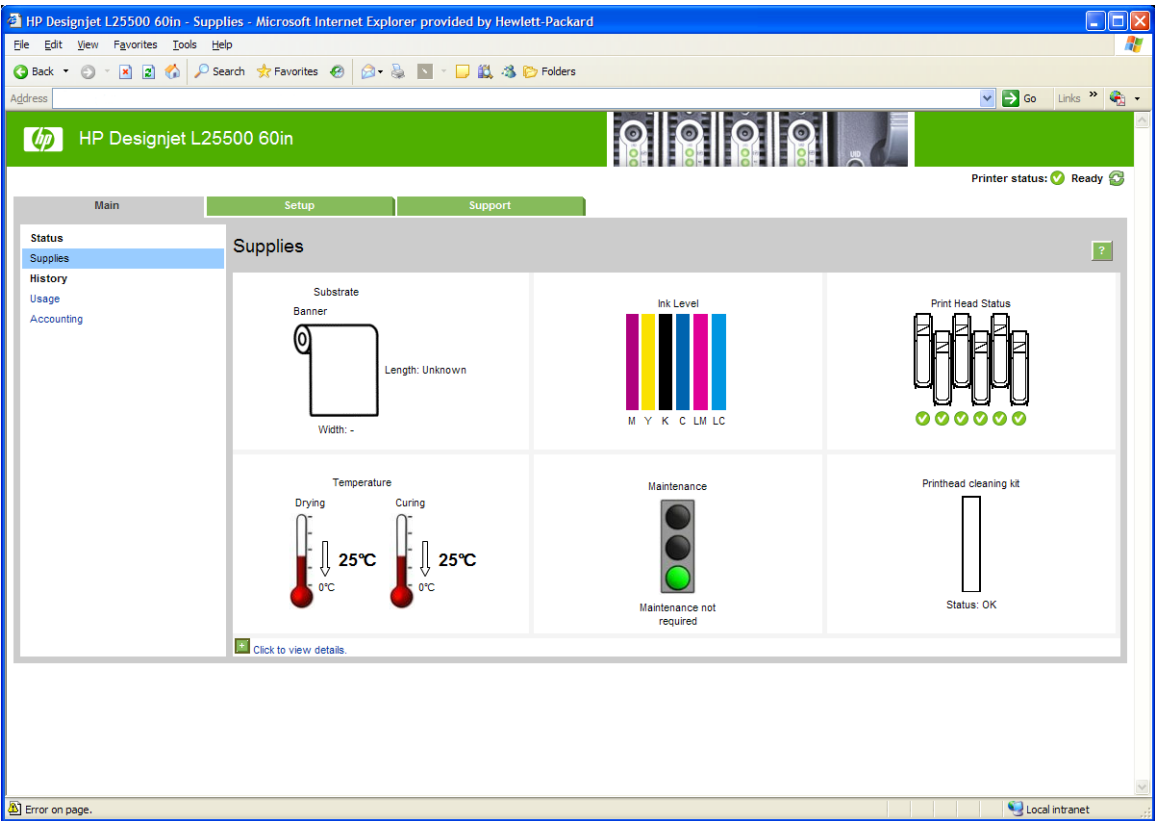 HP Designjet L25500 60in - Supplies - Microsoft Internet Explorer provided by Hewlett-Packard
File Edit View Favorites Tools Help
Back Search Favorites Folders
Address Go Links »
hp HP Designjet L25500 60in
UID
Printer status: Ready
Main Setup Support
Status
Supplies
History
Usage
Accounting
Supplies ?
Substrate
Banner
Length: Unknown
Width: -
Ink Level
M Y K C LM LC
Print Head Status
Temperature
Drying Curing
25°C 25°C
0°C 0°C
Maintenance
Maintenance not
required
Printhead cleaning kit
Status: OK
+ Click to view details.
Error on page. Local intranet